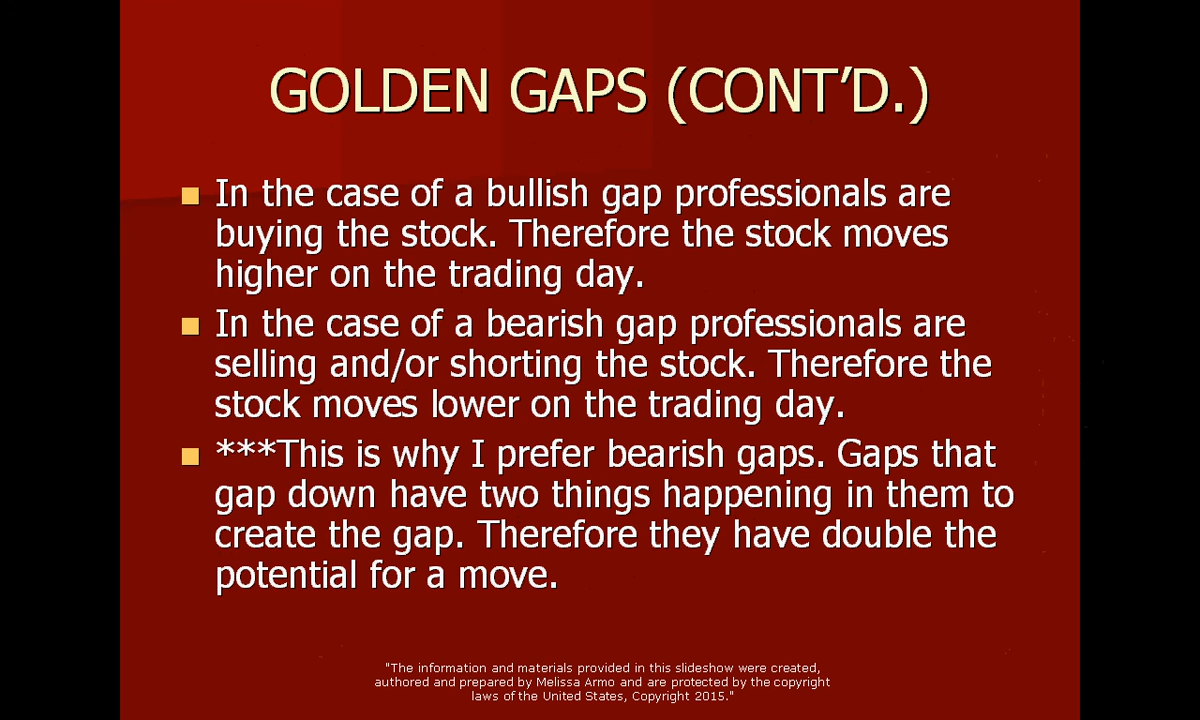 GOLDEN GAPS (CONT'D.)
In the case of a bullish gap professionals are
buying the stock. Therefore the stock moves
higher on the trading day.
In the case of a bearish gap professionals are
selling and/or shorting the stock. Therefore the
stock moves lower on the trading day.
***This is why I prefer bearish gaps. Gaps that
gap down have two things happening in them to
create the gap. Therefore they have double the
potential for a move.
"The information and materials provided in this slideshow were created,
authored and prepared by Melissa Armo and are protected by the copyright
laws of the United States, Copyright 2015."